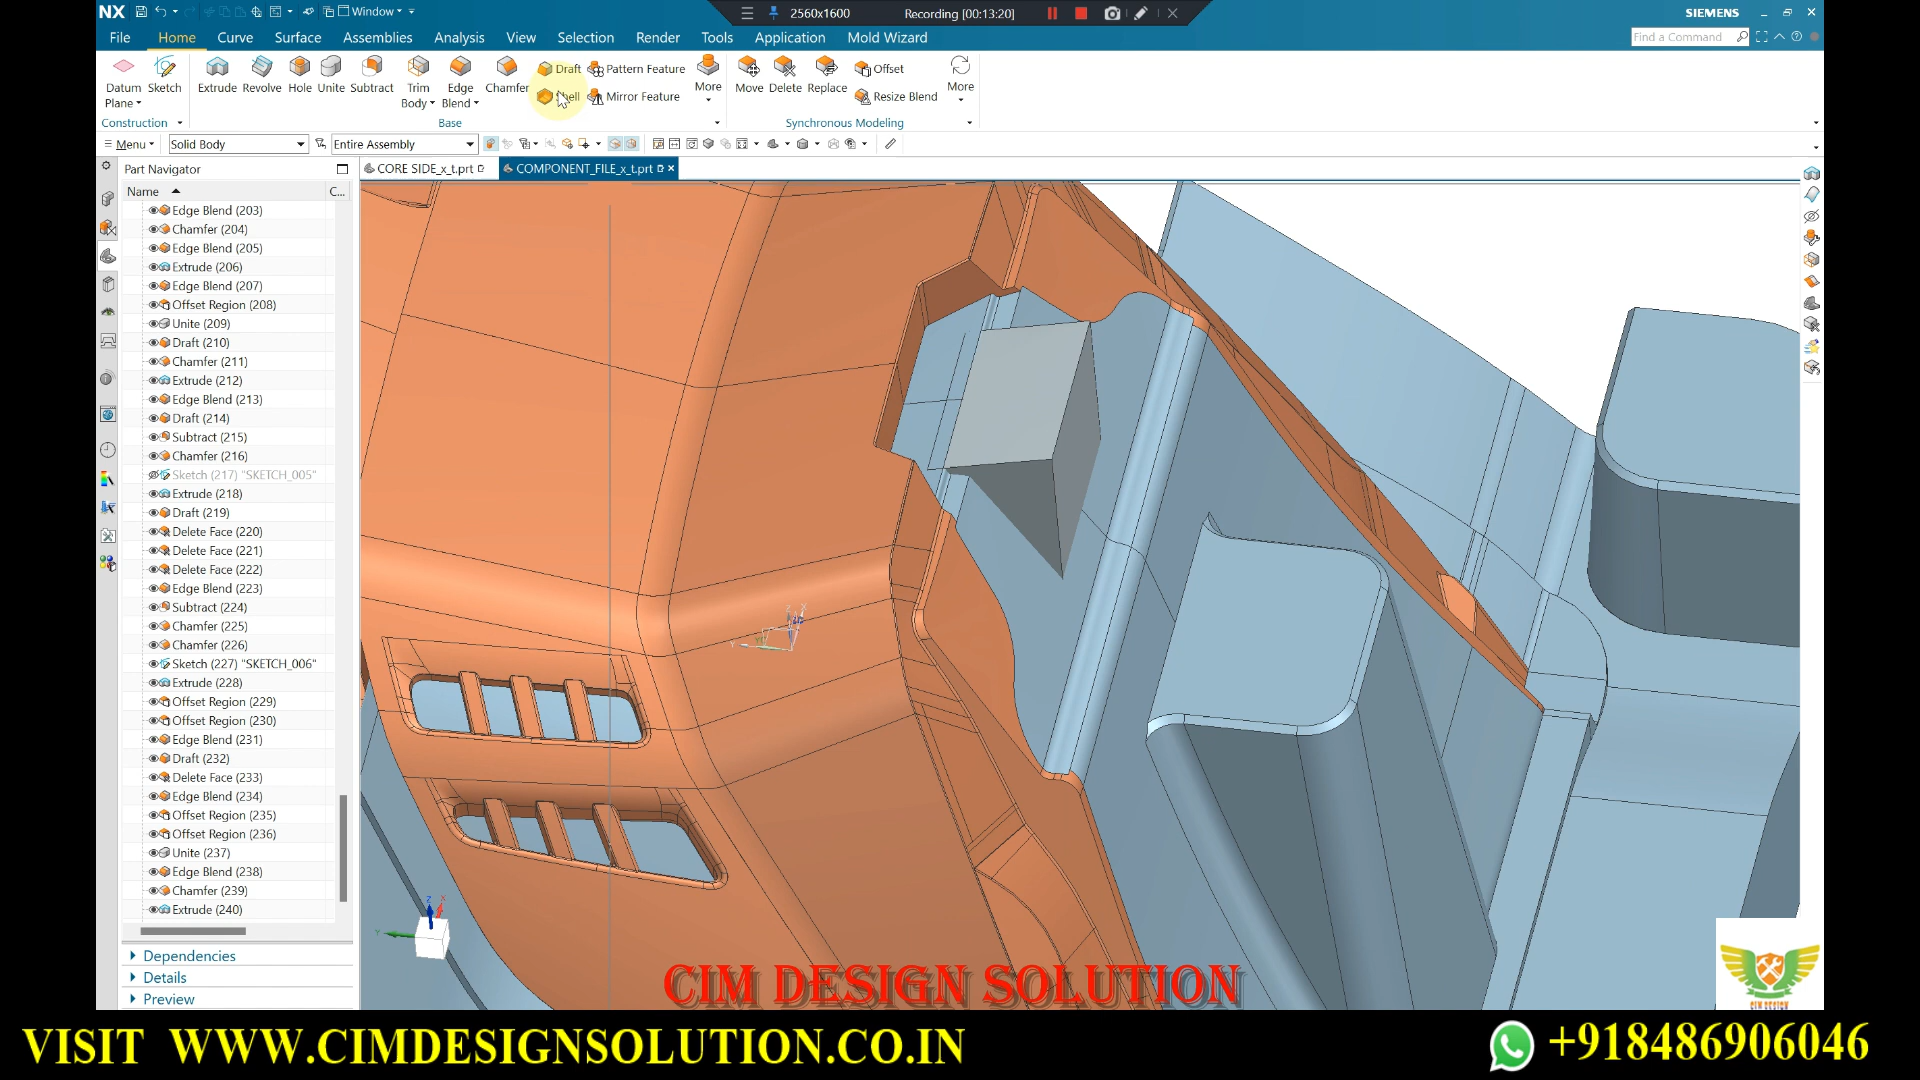 NX Window 2560x1600 Recording [00:13:20] SIEMENS
File Home Curve Surface Assemblies Analysis View Selection Render Tools Application Mold Wizard Find a Command
Datum Plane Sketch Extrude Revolve Hole Unite Subtract Trim Body Edge Blend Chamfer Draft Shell Pattern Feature Mirror Feature More Move Delete Replace Offset Resize Blend More
Construction Base Synchronous Modeling
Menu Solid Body Entire Assembly
Part Navigator CORE SIDE_x_t.prt COMPONENT_FILE_x_t.prt
Name C...
Edge Blend (203)
Chamfer (204)
Edge Blend (205)
Extrude (206)
Edge Blend (207)
Offset Region (208)
Unite (209)
Draft (210)
Chamfer (211)
Extrude (212)
Edge Blend (213)
Draft (214)
Subtract (215)
Chamfer (216)
Sketch (217) "SKETCH_005"
Extrude (218)
Draft (219)
Delete Face (220)
Delete Face (221)
Delete Face (222)
Edge Blend (223)
Subtract (224)
Chamfer (225)
Chamfer (226)
Sketch (227) "SKETCH_006"
Extrude (228)
Offset Region (229)
Offset Region (230)
Edge Blend (231)
Draft (232)
Delete Face (233)
Edge Blend (234)
Offset Region (235)
Offset Region (236)
Unite (237)
Edge Blend (238)
Chamfer (239)
Extrude (240)
Dependencies
Details
Preview
CIM DESIGN SOLUTION
CIM DESIGN
VISIT WWW.CIMDESIGNSOLUTION.CO.IN +918486906046